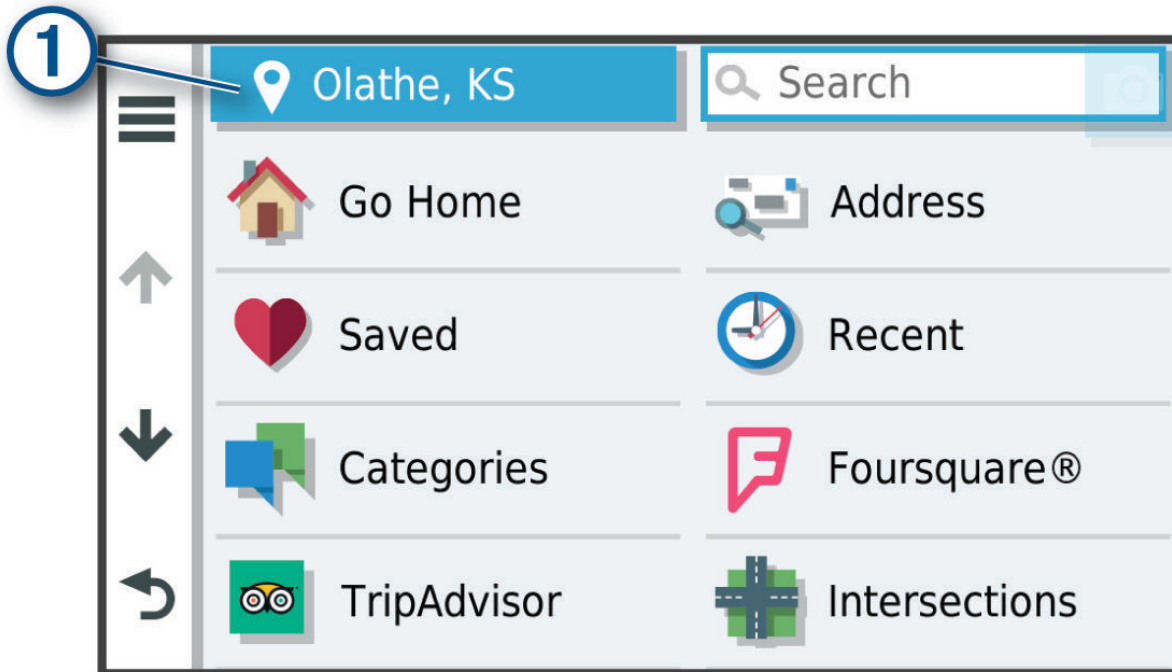 1
Olathe, KS
Search
Go Home
Address
Saved
Recent
Categories
Foursquare®
TripAdvisor
Intersections